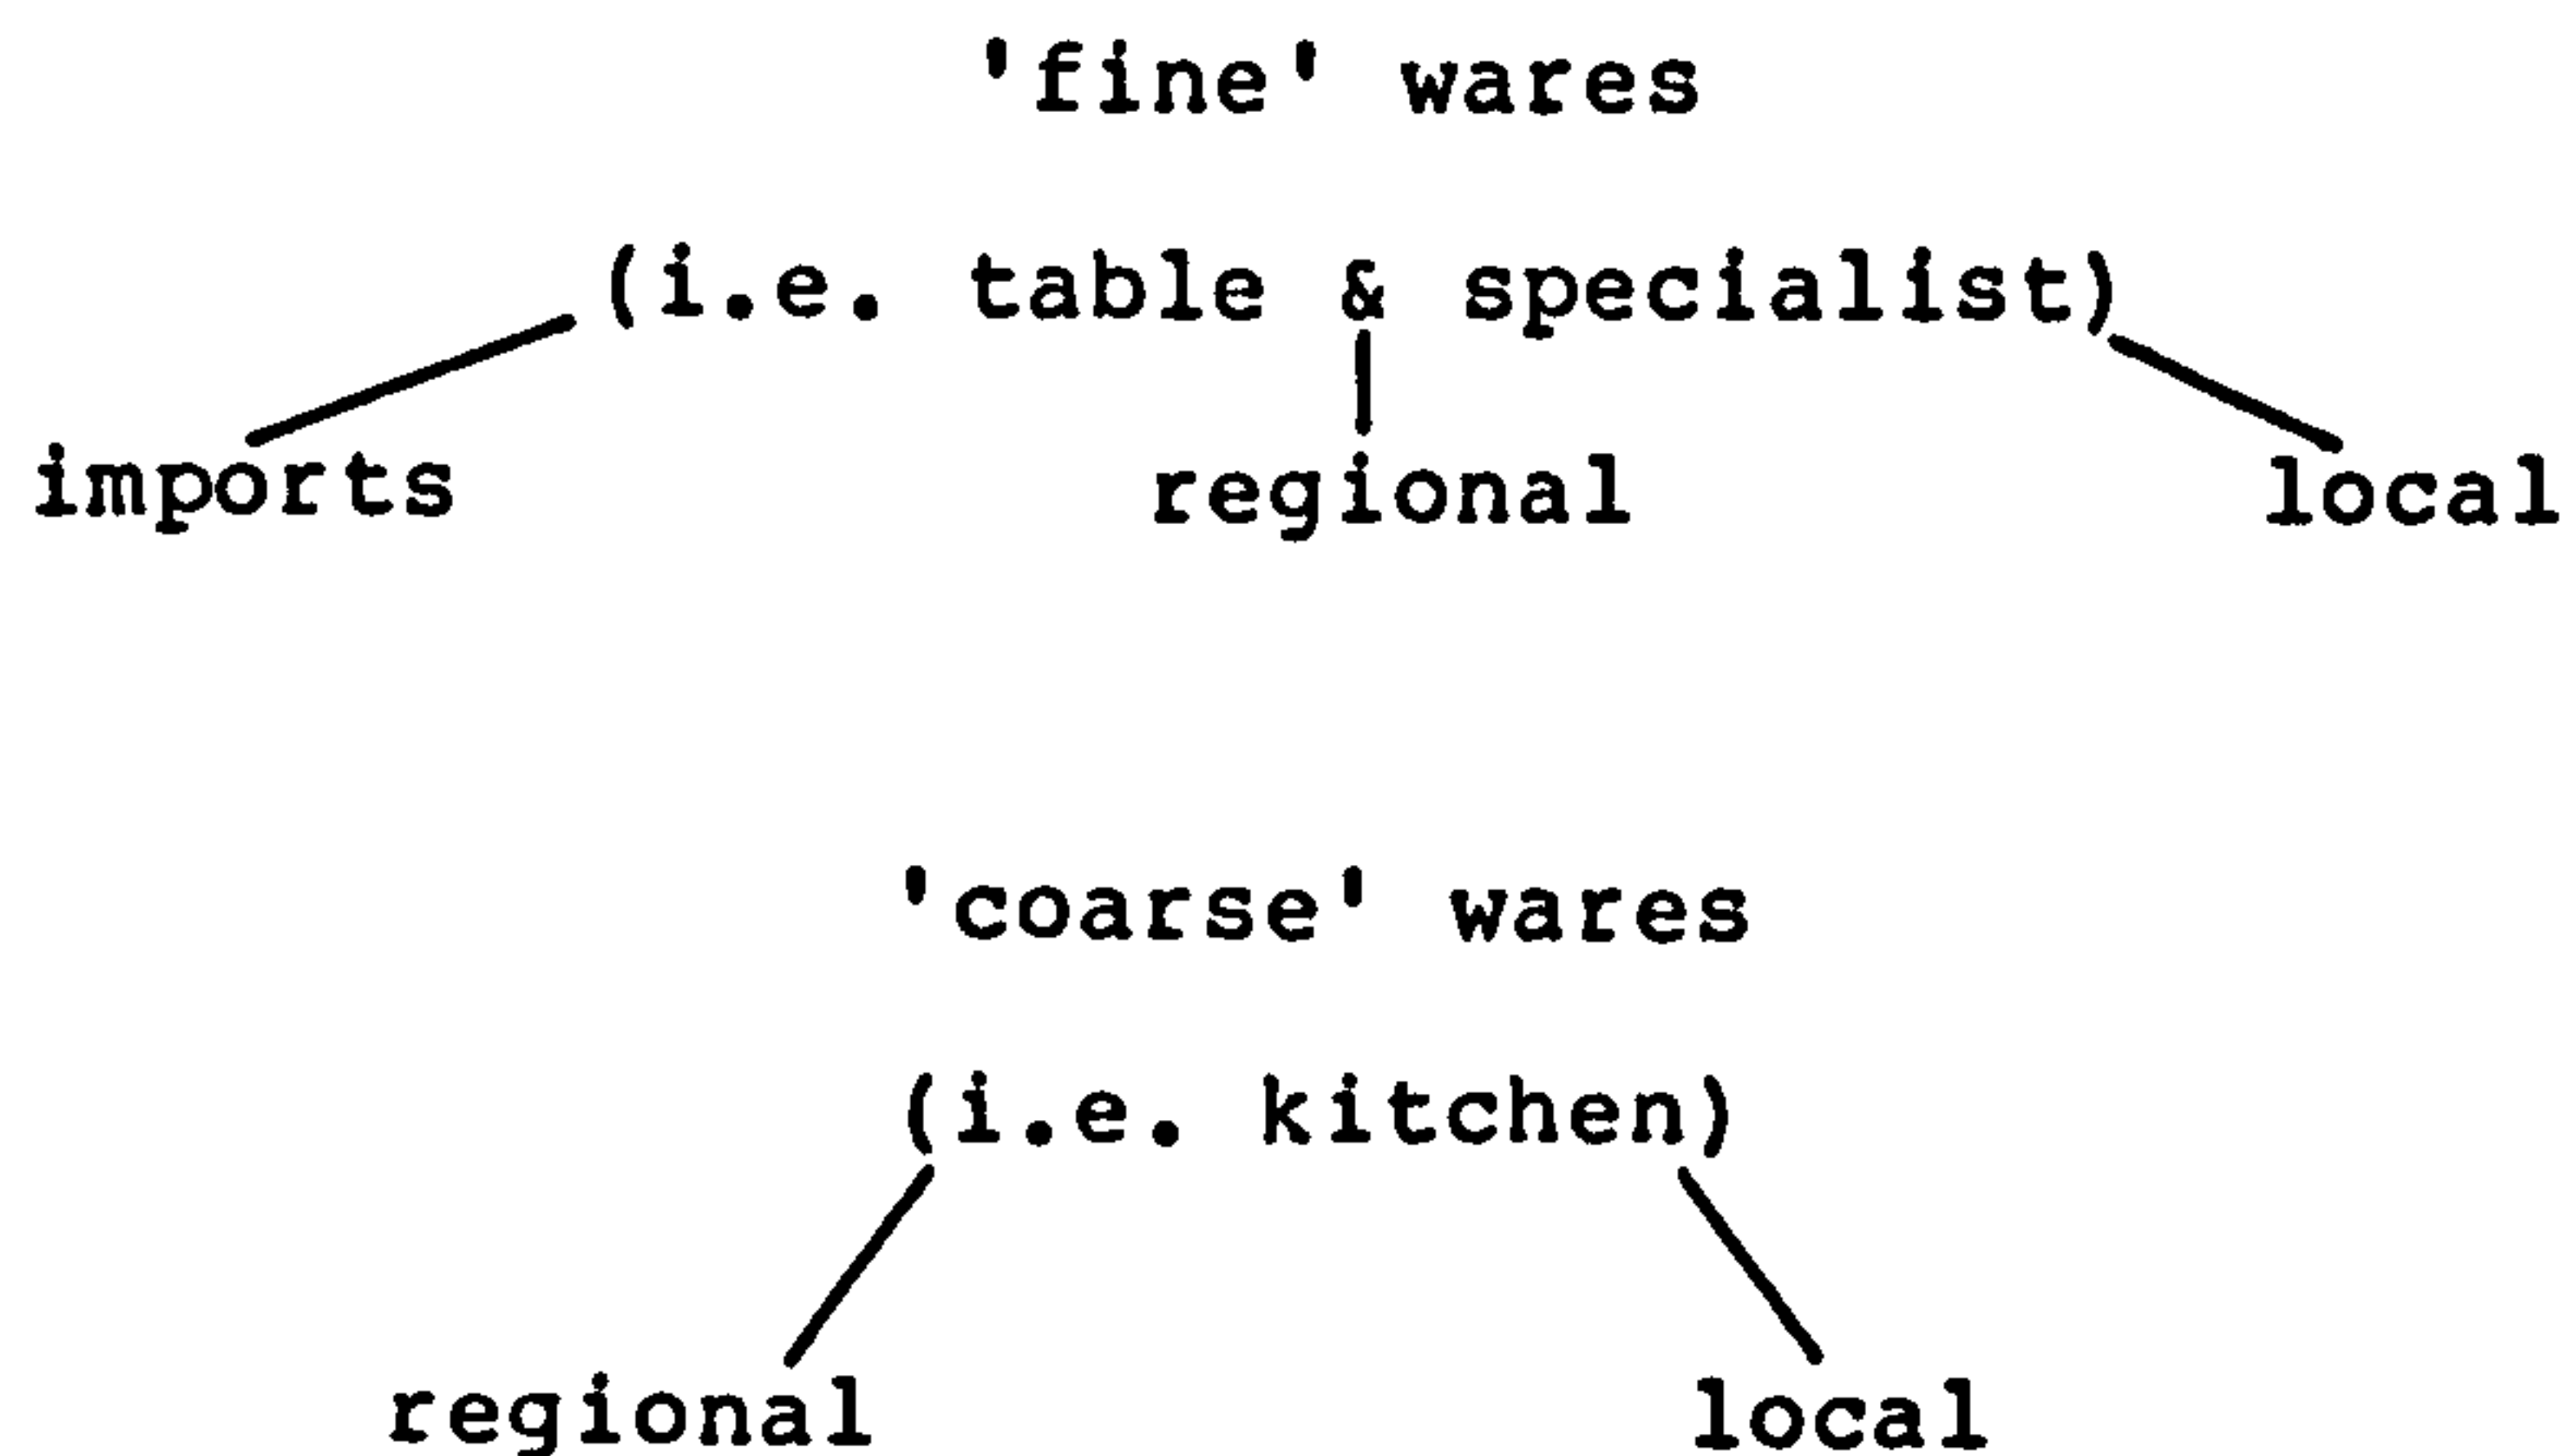 'fine' wares
(i.e. table & specialist)
imports regional local
'coarse' wares
(i.e. kitchen)
regional local